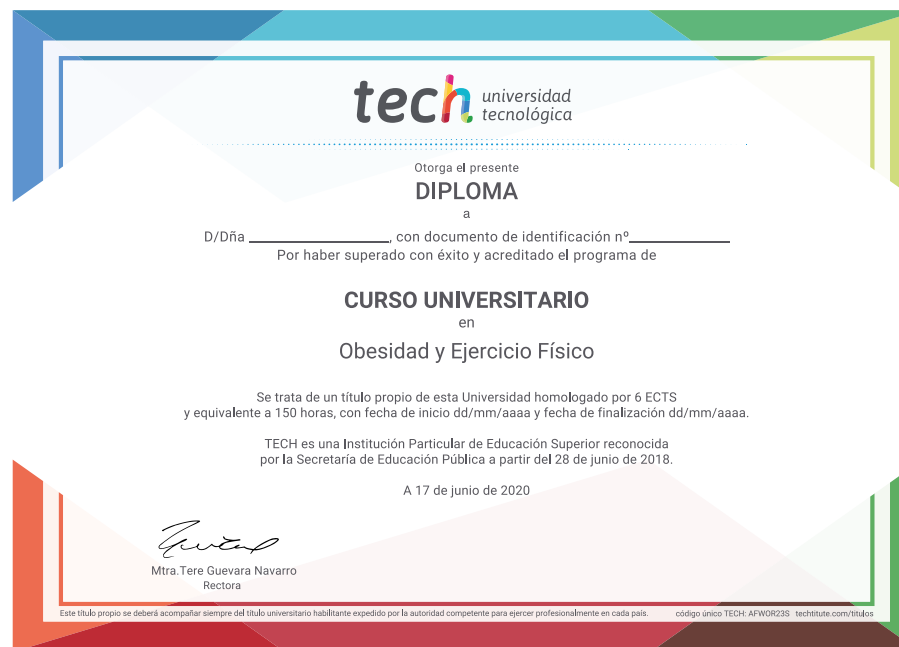 tech universidad
tecnológica
Otorga el presente
DIPLOMA
a
D/Dña ____________________, con documento de identificación nº______________
Por haber superado con éxito y acreditado el programa de
CURSO UNIVERSITARIO
en
Obesidad y Ejercicio Físico
Se trata de un título propio de esta Universidad homologado por 6 ECTS
y equivalente a 150 horas, con fecha de inicio dd/mm/aaaa y fecha de finalización dd/mm/aaaa.
TECH es una Institución Particular de Educación Superior reconocida
por la Secretaría de Educación Pública a partir del 28 de junio de 2018.
A 17 de junio de 2020
Mtra.Tere Guevara Navarro
Rectora
Este título propio se deberá acompañar siempre del título universitario habilitante expedido por la autoridad competente para ejercer profesionalmente en cada país. código único TECH: AFWOR23S techtitute.com/titulos